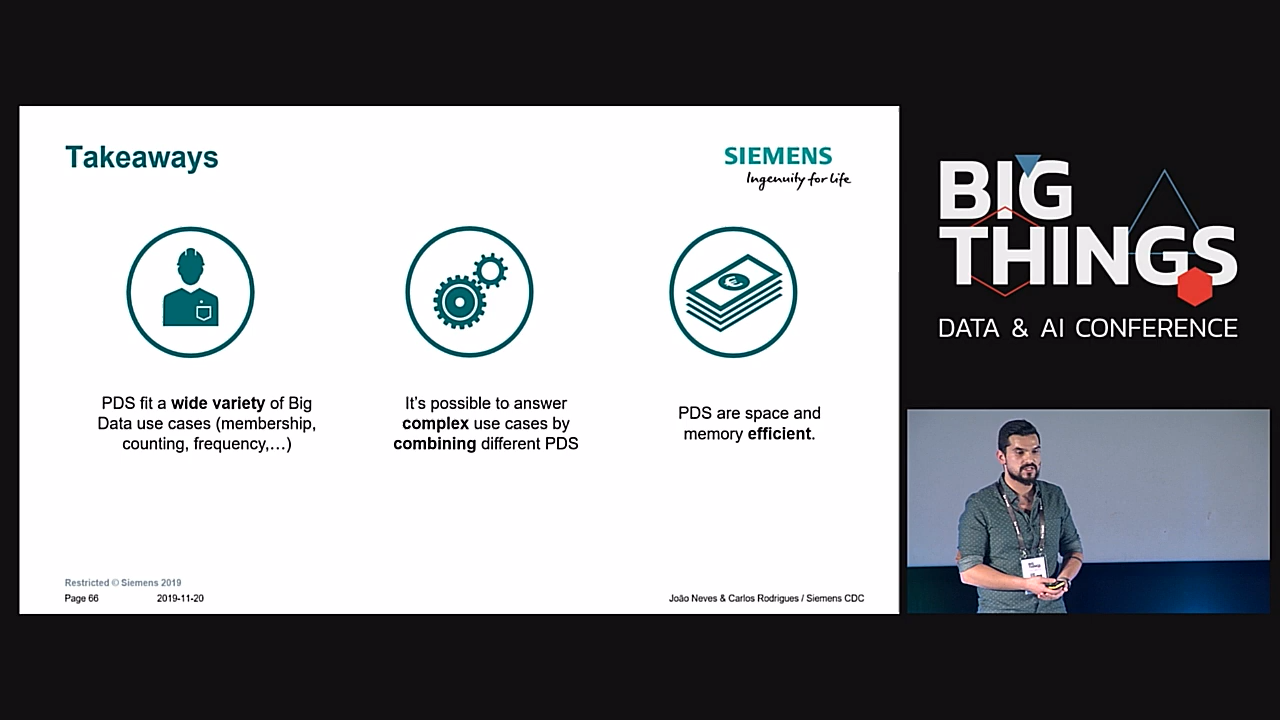 Takeaways
SIEMENS
Ingenuity for life
PDS fit a wide variety of Big
Data use cases (membership,
counting, frequency,...)
It's possible to answer
complex use cases by
combining different PDS
PDS are space and
memory efficient.
Restricted © Siemens 2019
Page 66
2019-11-20
João Neves & Carlos Rodrigues / Siemens CDC
BIG
THINGS
DATA & AI CONFERENCE